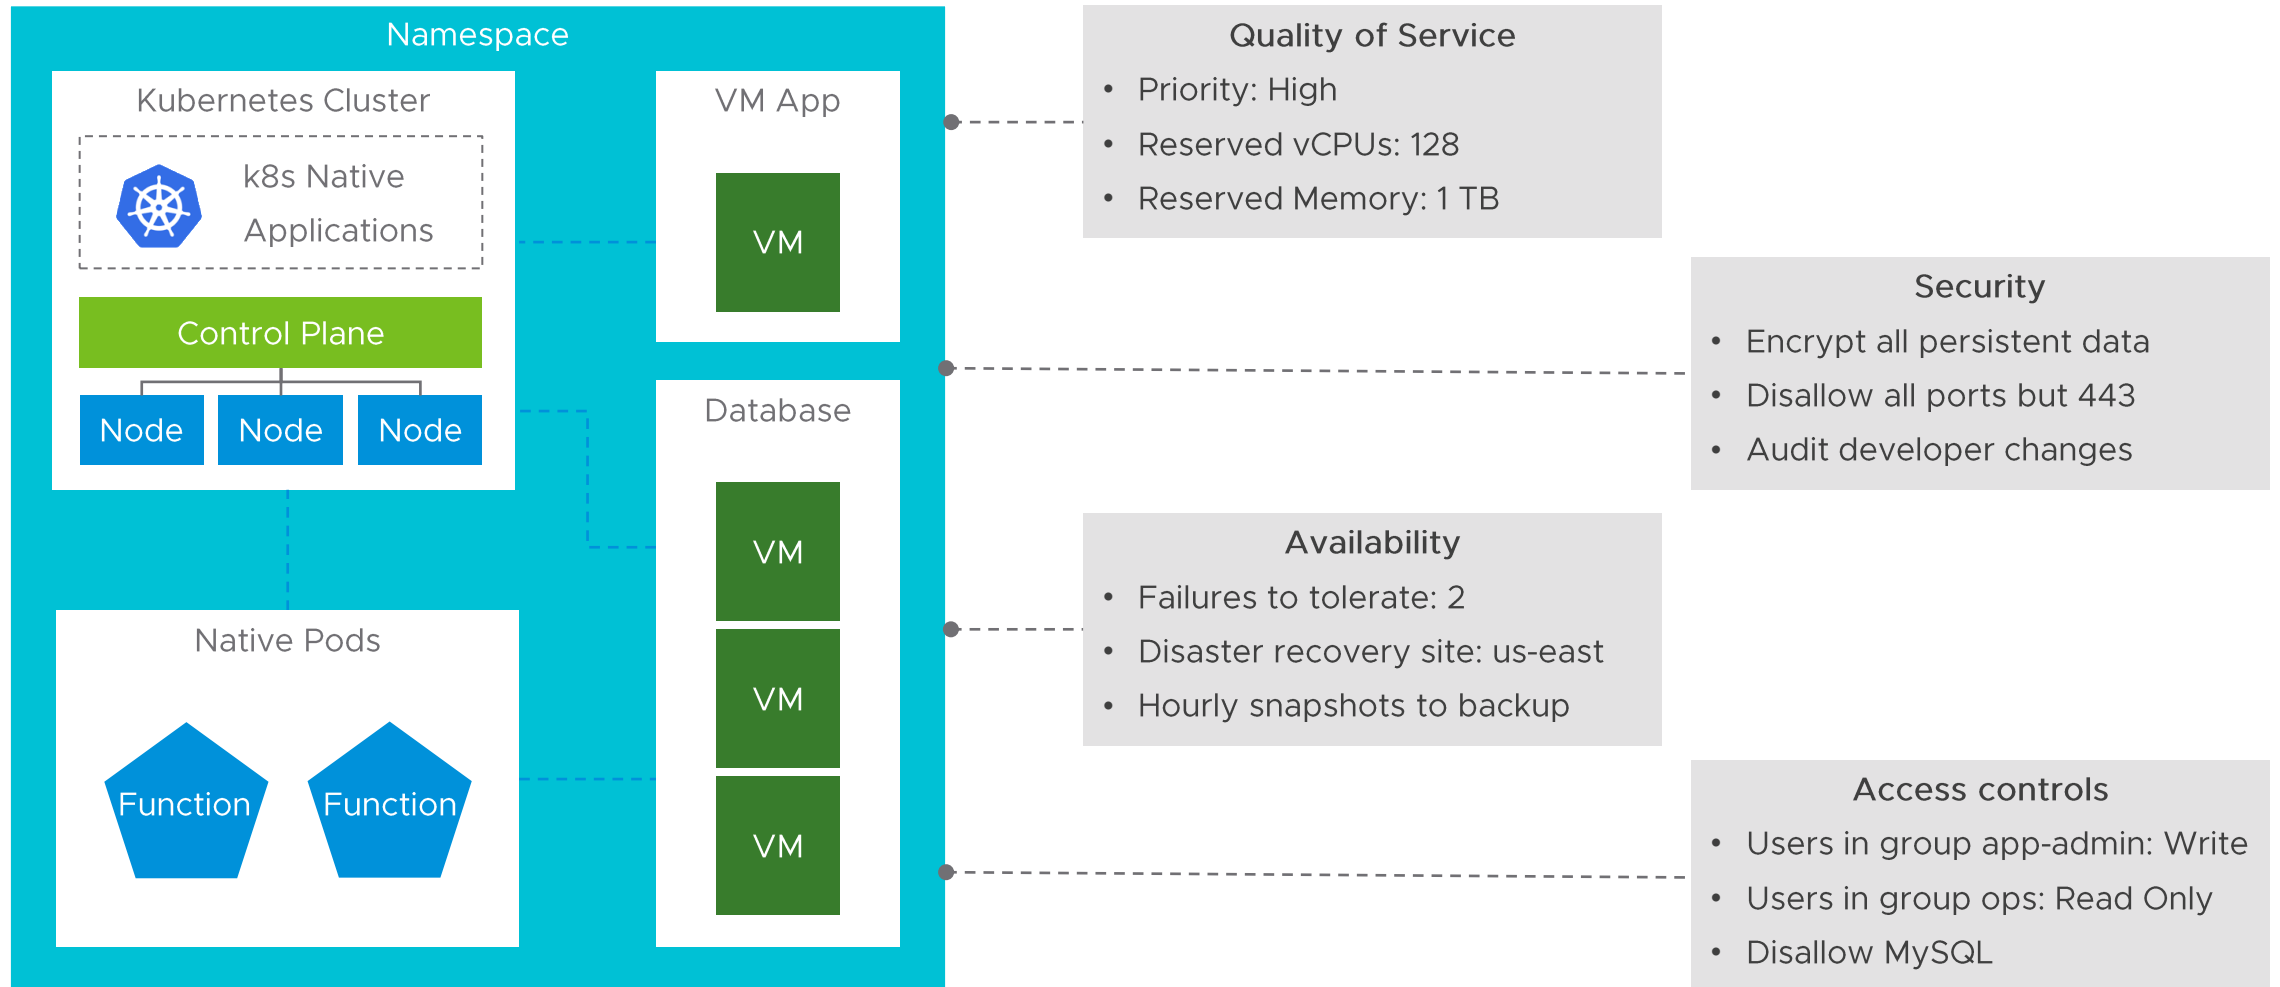 Namespace
Kubernetes Cluster
k8s Native
Applications
Control Plane
Node
Node
Node
Native Pods
Function
Function
VM App
VM
Database
VM
VM
VM
Quality of Service
• Priority: High
• Reserved vCPUs: 128
• Reserved Memory: 1 TB
Security
• Encrypt all persistent data
• Disallow all ports but 443
• Audit developer changes
Availability
• Failures to tolerate: 2
• Disaster recovery site: us-east
• Hourly snapshots to backup
Access controls
• Users in group app-admin: Write
• Users in group ops: Read Only
• Disallow MySQL